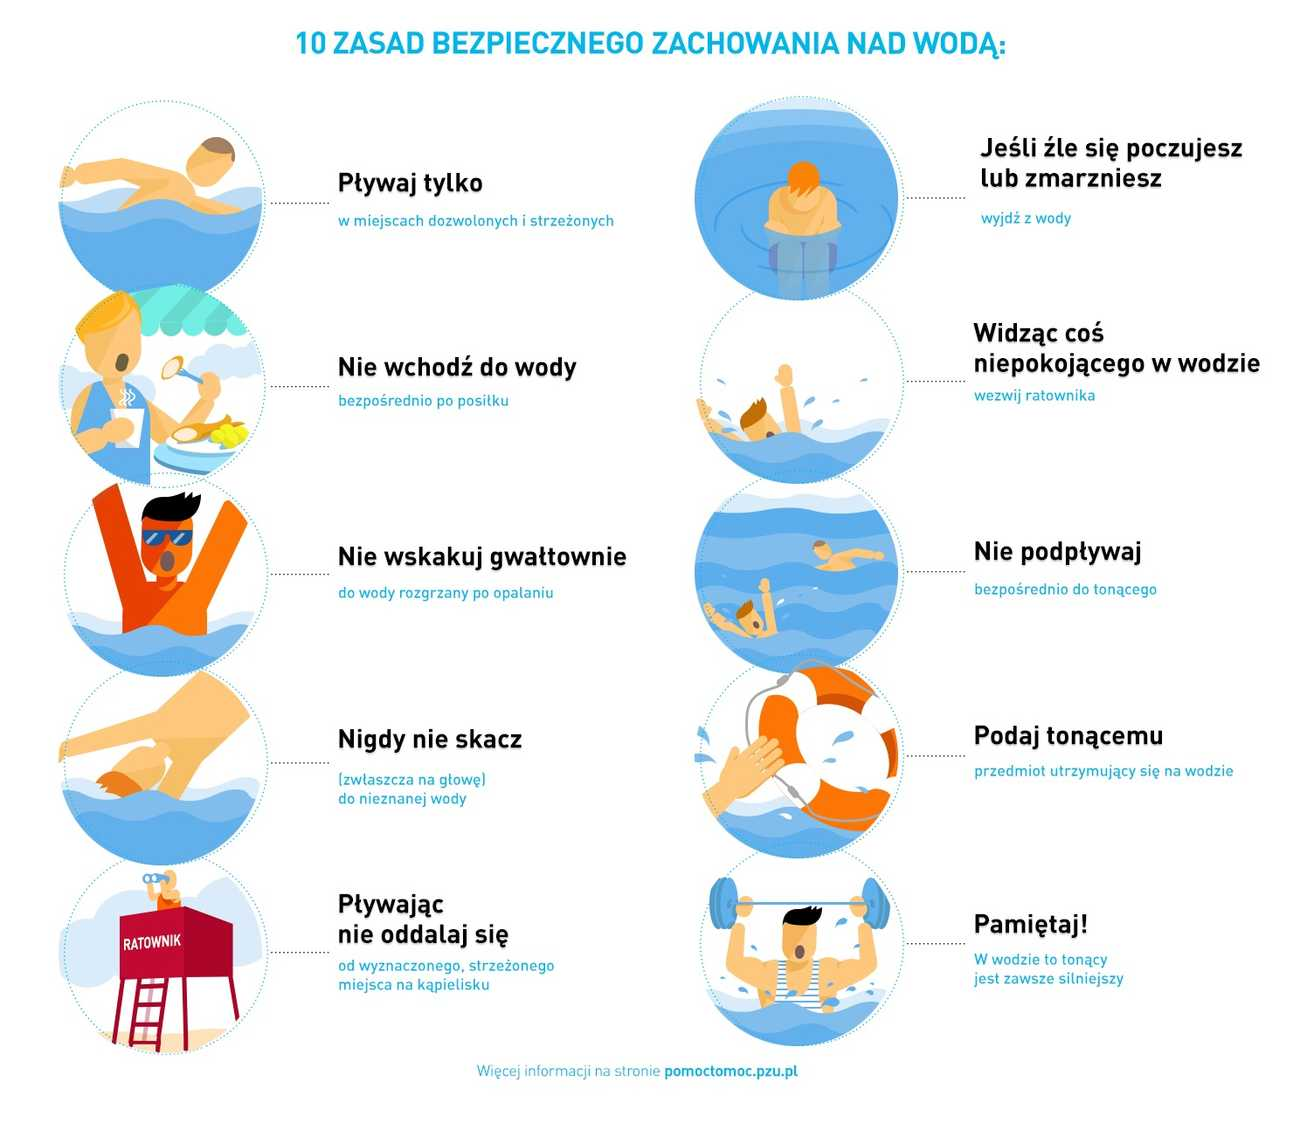 10 ZASAD BEZPIECZNEGO ZACHOWANIA NAD WODĄ:
Pływaj tylko
w miejscach dozwolonych i strzeżonych
Nie wchodź do wody
bezpośrednio po posiłku
Nie wskakuj gwałtownie
do wody rozgrzany po opalaniu
Nigdy nie skacz
(zwłaszcza na głowę)
do nieznanej wody
RATOWNIK
Pływając
nie oddalaj się
od wyznaczonego, strzeżonego
miejsca na kąpielisku
Jeśli źle się poczujesz
lub zmarzniesz
wyjdź z wody
Widząc coś
niepokojącego w wodzie
wezwij ratownika
Nie podpływaj
bezpośrednio do tonącego
Podaj tonącemu
przedmiot utrzymujący się na wodzie
Pamiętaj!
W wodzie to tonący
jest zawsze silniejszy
Więcej informacji na stronie pomoctomoc.pzu.pl